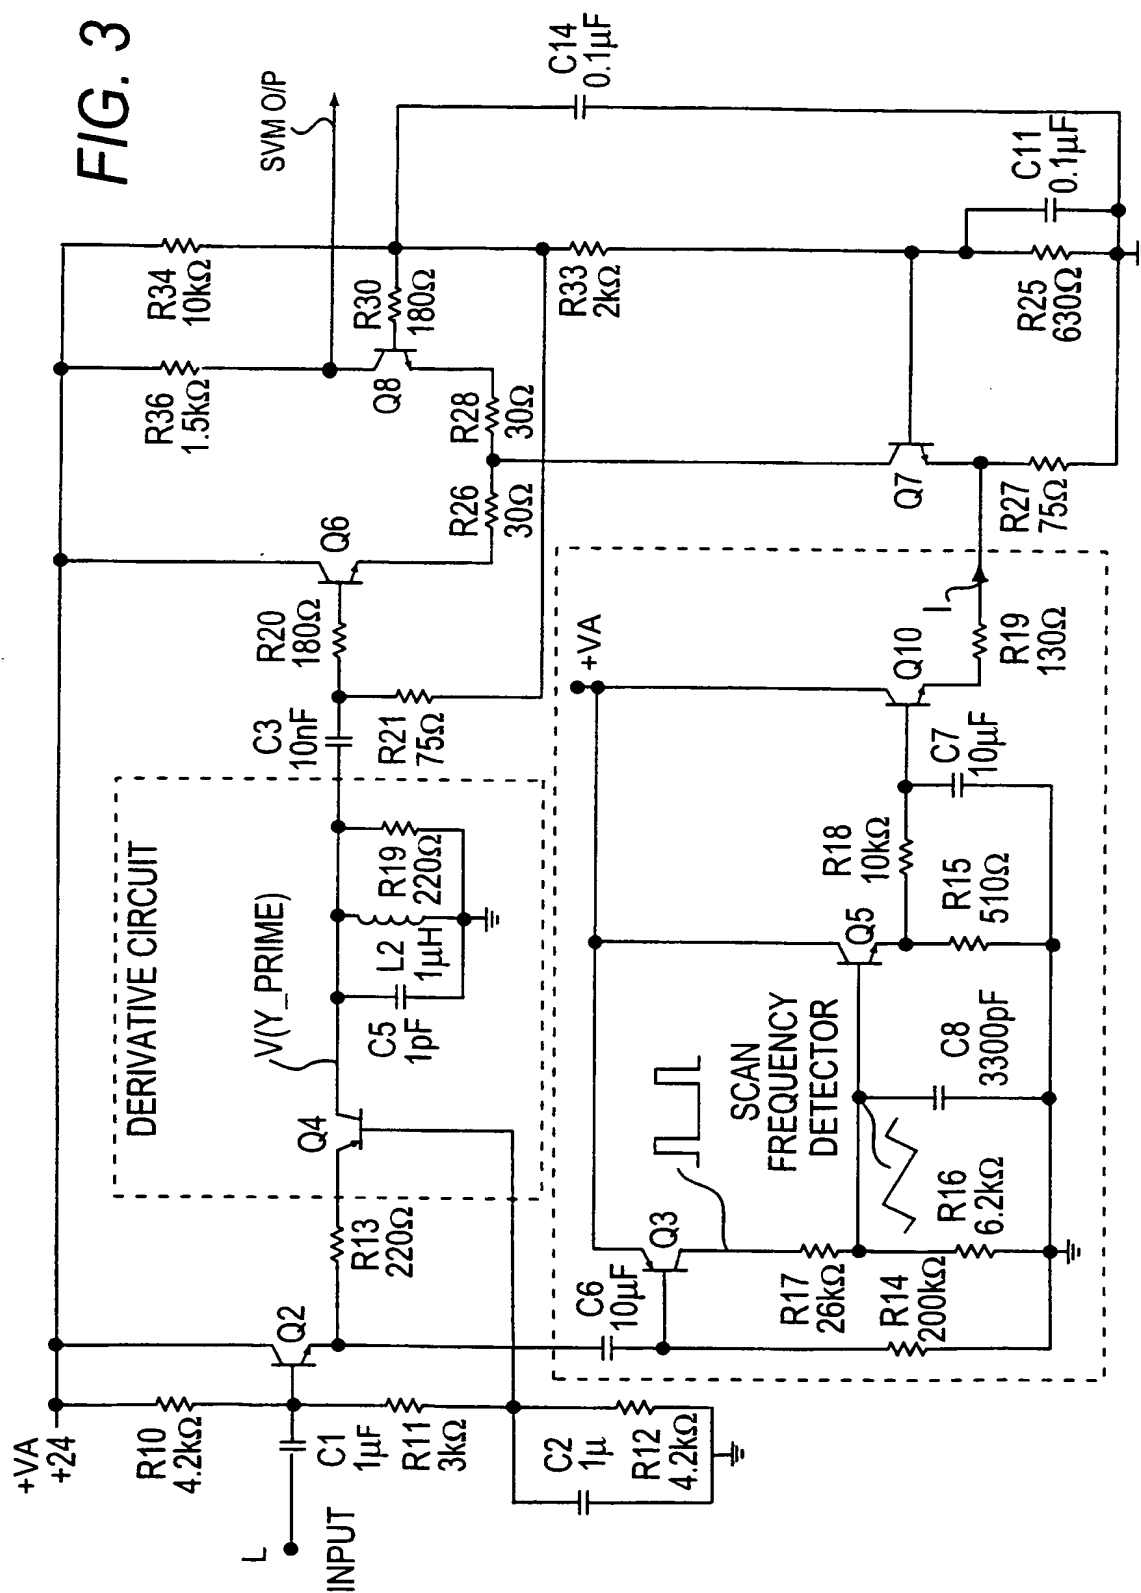 FIG. 3
+VA
+24
R10
4.2kΩ
L
INPUT
C1
1µF
R11
3kΩ
C2
1µ
R12
4.2kΩ
Q2
R13
220Ω
DERIVATIVE CIRCUIT
Q4
V(Y_PRIME)
C5
1pF
L2
1µH
R19
220Ω
C3
10nF
R21
75Ω
R20
180Ω
Q6
R26
30Ω
R28
30Ω
R36
1.5kΩ
R34
10kΩ
Q8
R30
180Ω
SVM O/P
C14
0.1µF
R33
2kΩ
C11
0.1µF
R25
630Ω
Q7
R27
75Ω
C6
10µF
Q3
R17
26kΩ
R14
200kΩ
R16
6.2kΩ
SCAN
FREQUENCY
DETECTOR
C8
3300pF
Q5
R15
510Ω
R18
10kΩ
C7
10µF
+VA
Q10
I
R19
130Ω